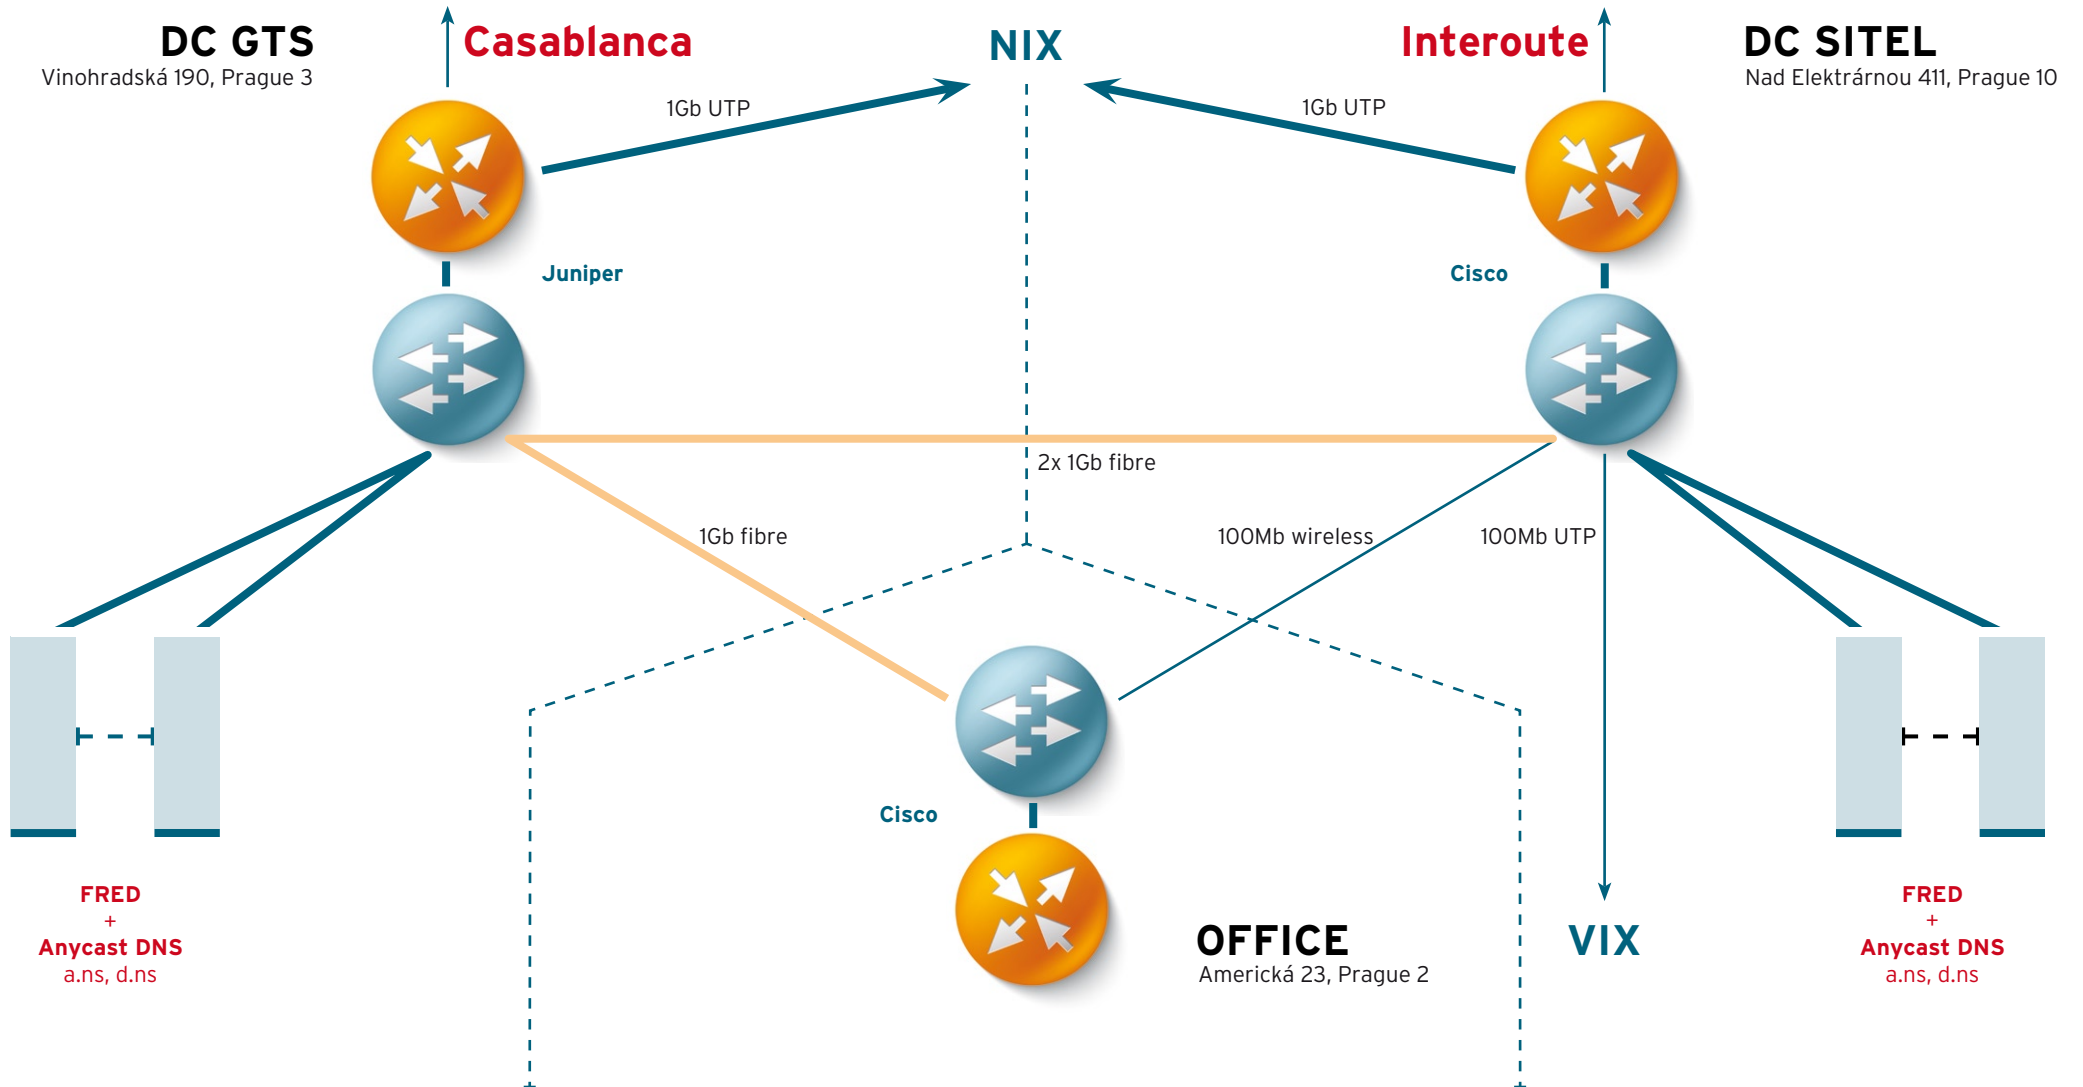 DC GTS
Vinohradská 190, Prague 3
Casablanca
NIX
Interoute
DC SITEL
Nad Elektrárnou 411, Prague 10
1Gb UTP
1Gb UTP
Juniper
Cisco
2x 1Gb fibre
1Gb fibre
100Mb wireless
100Mb UTP
Cisco
FRED
+
Anycast DNS
a.ns, d.ns
OFFICE
Americká 23, Prague 2
VIX
FRED
+
Anycast DNS
a.ns, d.ns